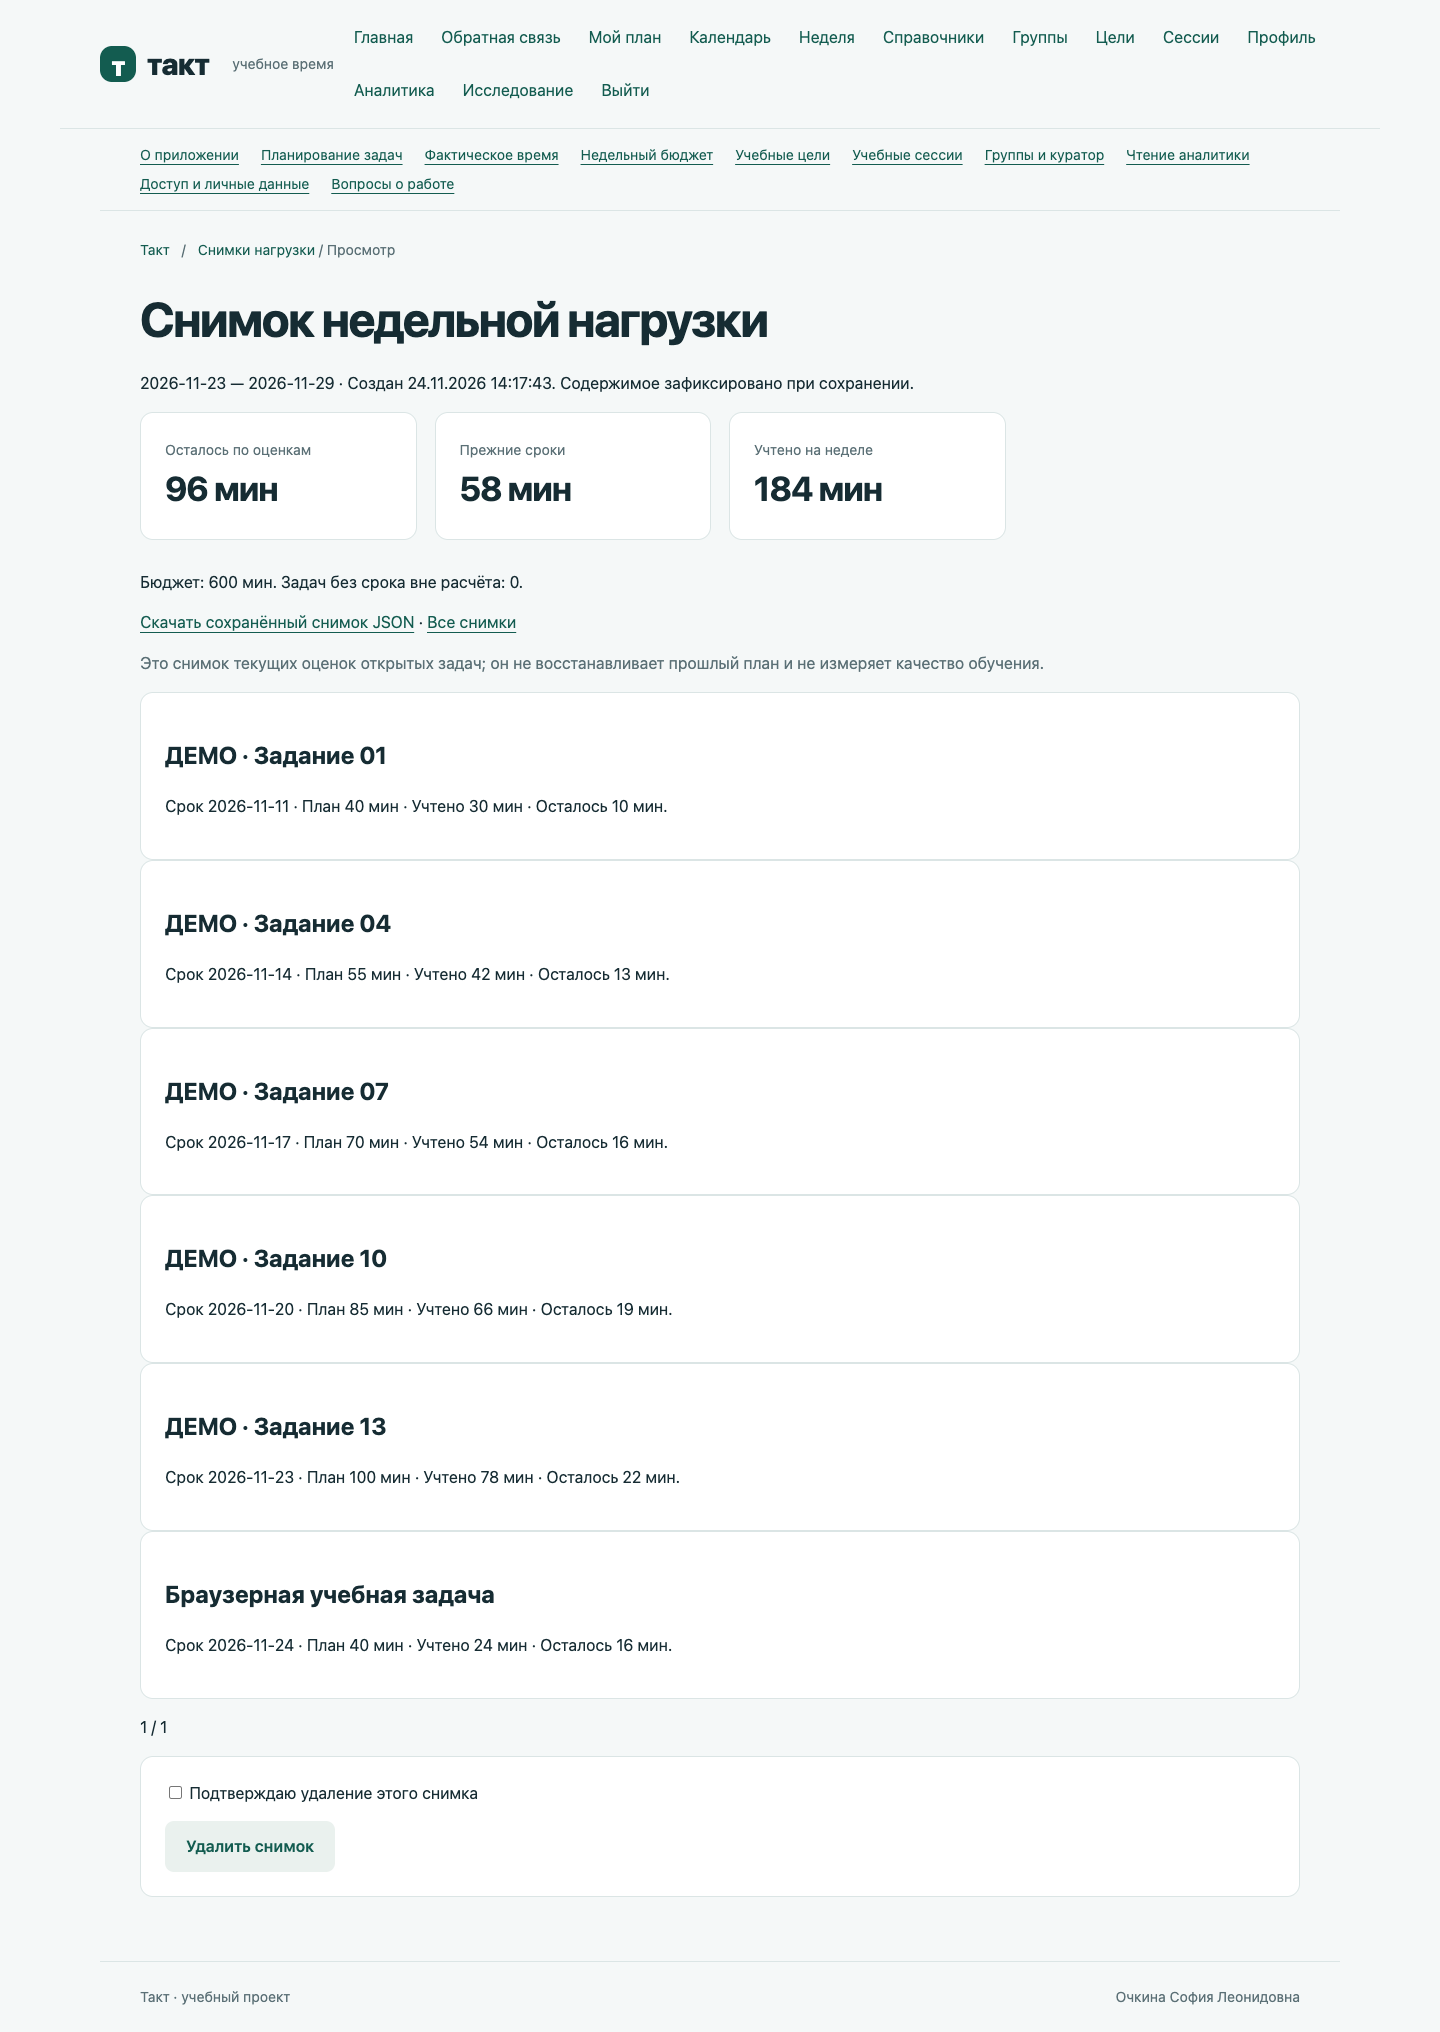 т такт учебное время
Главная Обратная связь Мой план Календарь Неделя Справочники Группы Цели Сессии Профиль
Аналитика Исследование Выйти
О приложении Планирование задач Фактическое время Недельный бюджет Учебные цели Учебные сессии Группы и куратор Чтение аналитики
Доступ и личные данные Вопросы о работе
Такт / Снимки нагрузки / Просмотр
Снимок недельной нагрузки
2026-11-23 — 2026-11-29 · Создан 24.11.2026 14:17:43. Содержимое зафиксировано при сохранении.
Осталось по оценкам
96 мин
Прежние сроки
58 мин
Учтено на неделе
184 мин
Бюджет: 600 мин. Задач без срока вне расчёта: 0.
Скачать сохранённый снимок JSON · Все снимки
Это снимок текущих оценок открытых задач; он не восстанавливает прошлый план и не измеряет качество обучения.
ДЕМО · Задание 01
Срок 2026-11-11 · План 40 мин · Учтено 30 мин · Осталось 10 мин.
ДЕМО · Задание 04
Срок 2026-11-14 · План 55 мин · Учтено 42 мин · Осталось 13 мин.
ДЕМО · Задание 07
Срок 2026-11-17 · План 70 мин · Учтено 54 мин · Осталось 16 мин.
ДЕМО · Задание 10
Срок 2026-11-20 · План 85 мин · Учтено 66 мин · Осталось 19 мин.
ДЕМО · Задание 13
Срок 2026-11-23 · План 100 мин · Учтено 78 мин · Осталось 22 мин.
Браузерная учебная задача
Срок 2026-11-24 · План 40 мин · Учтено 24 мин · Осталось 16 мин.
1 / 1
Подтверждаю удаление этого снимка
Удалить снимок
Такт · учебный проект
Очкина София Леонидовна